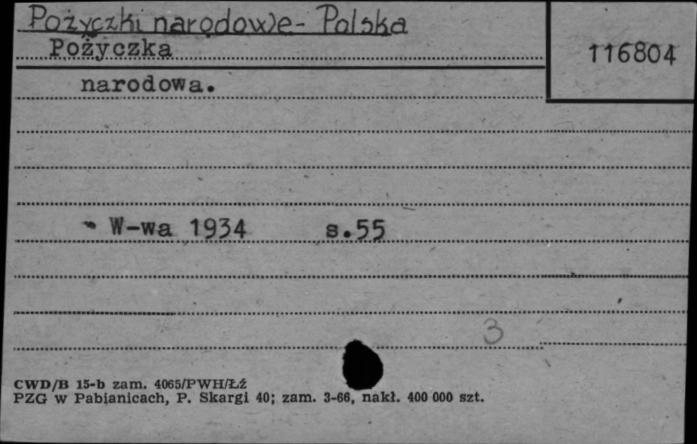 Pożyczki narodowe - Polska
Pożyczka
116804
narodowa.
W-wa 1934 s.55
3
CWD/B 15-b zam. 4065/PWH/Łź
PZG w Pabianicach, P. Skargi 40; zam. 3-66, nakł. 400 000 szt.